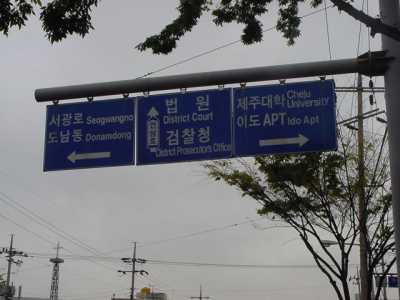 서광로 Seogwangno
도남동 Donamdong
법 원
District Court
검찰청
District Prosecutor's Office
제주대학 Cheju University
이도 APT Ido Apt